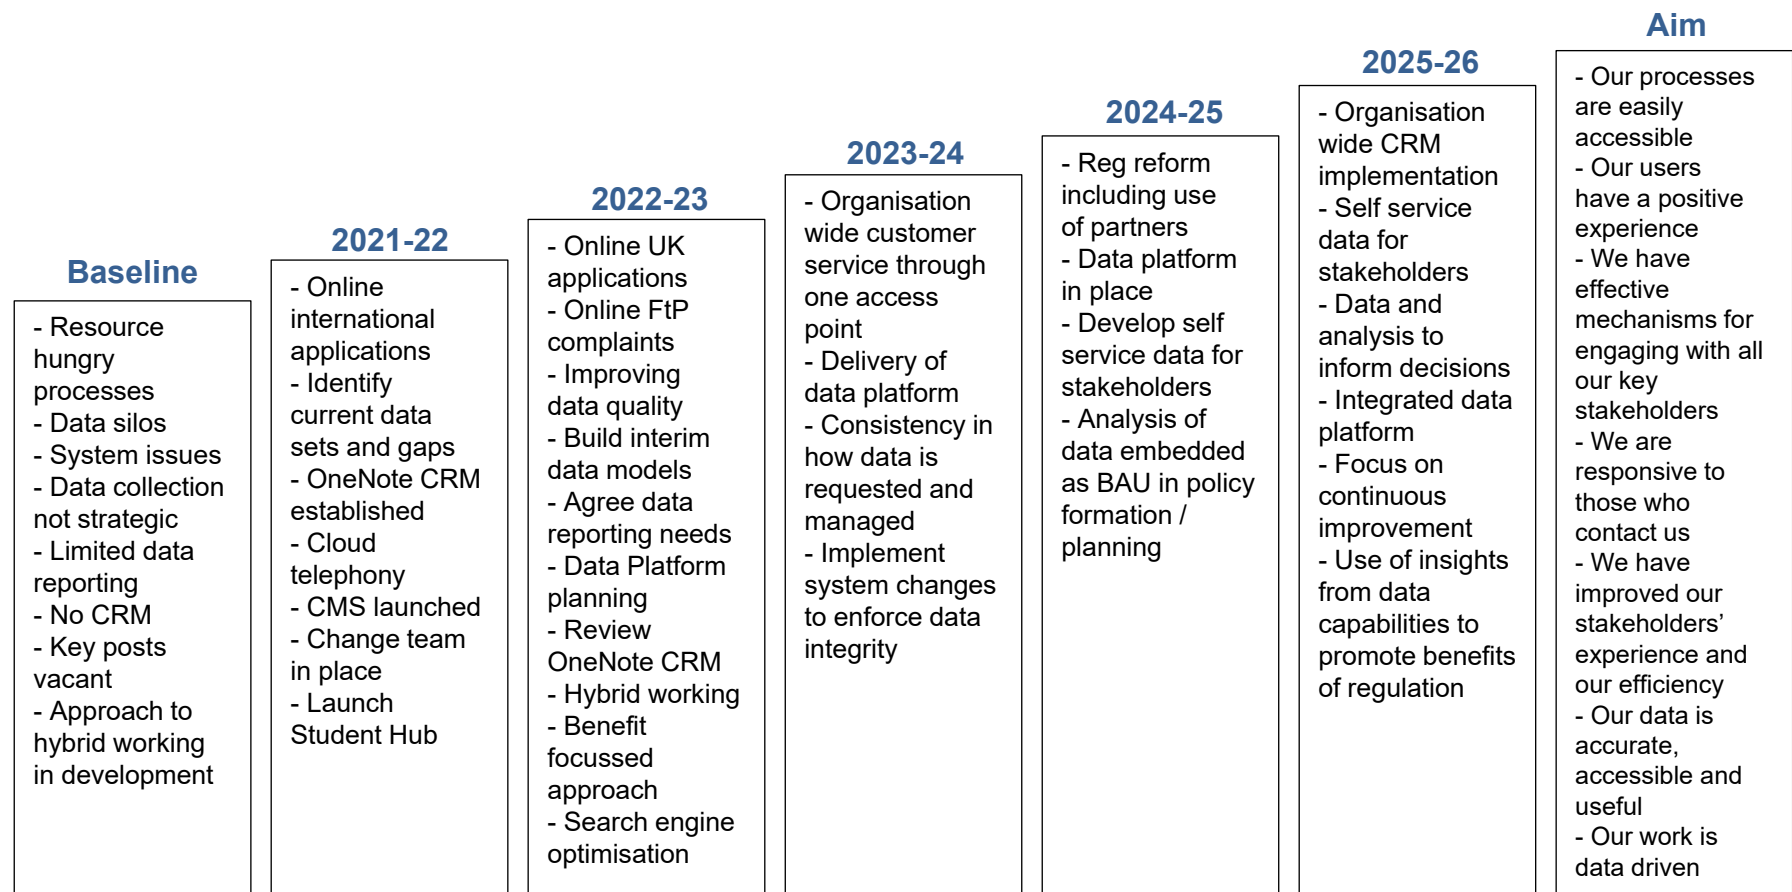 Baseline
- Resource
hungry
processes
- Data silos
- System issues
- Data collection
not strategic
- Limited data
reporting
- No CRM
- Key posts
vacant
- Approach to
hybrid working
in development
2021-22
- Online
international
applications
- Identify
current data
sets and gaps
- OneNote CRM
established
- Cloud
telephony
- CMS launched
- Change team
in place
- Launch
Student Hub
2022-23
- Online UK
applications
- Online FtP
complaints
- Improving
data quality
- Build interim
data models
- Agree data
reporting needs
- Data Platform
planning
- Review
OneNote CRM
- Hybrid working
- Benefit
focussed
approach
- Search engine
optimisation
2023-24
- Organisation
wide customer
service through
one access
point
- Delivery of
data platform
- Consistency in
how data is
requested and
managed
- Implement
system changes
to enforce data
integrity
2024-25
- Reg reform
including use
of partners
- Data platform
in place
- Develop self
service data for
stakeholders
- Analysis of
data embedded
as BAU in policy
formation /
planning
2025-26
- Organisation
wide CRM
implementation
- Self service
data for
stakeholders
- Data and
analysis to
inform decisions
- Integrated data
platform
- Focus on
continuous
improvement
- Use of insights
from data
capabilities to
promote benefits
of regulation
Aim
- Our processes
are easily
accessible
- Our users
have a positive
experience
- We have
effective
mechanisms for
engaging with all
our key
stakeholders
- We are
responsive to
those who
contact us
- We have
improved our
stakeholders’
experience and
our efficiency
- Our data is
accurate,
accessible and
useful
- Our work is
data driven